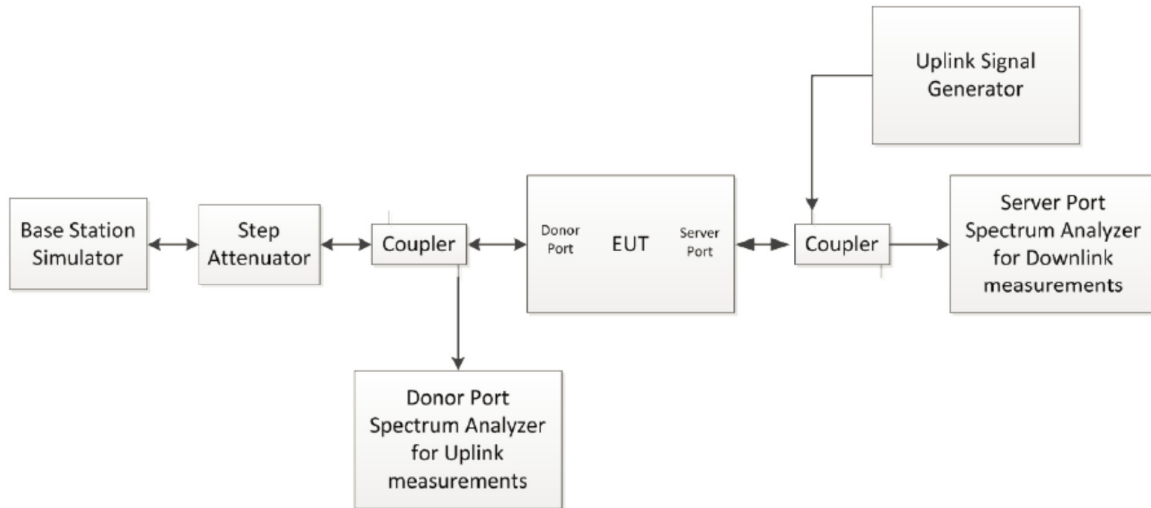 Uplink Signal
Generator
Base Station
Simulator
Step
Attenuator
Coupler
Donor
Port
EUT
Server
Port
Coupler
Server Port
Spectrum Analyzer
for Downlink
measurements
Donor Port
Spectrum Analyzer
for Uplink
measurements